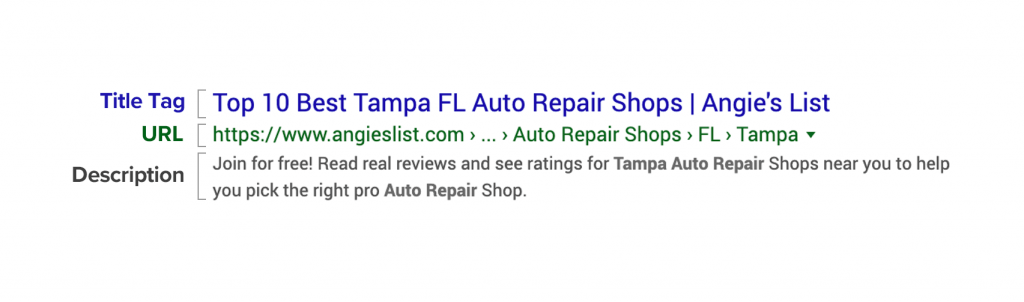 Title Tag Top 10 Best Tampa FL Auto Repair Shops | Angie's List
URL https://www.angieslist.com › ... › Auto Repair Shops › FL › Tampa
Description
Join for free! Read real reviews and see ratings for Tampa Auto Repair Shops near you to help
you pick the right pro Auto Repair Shop.